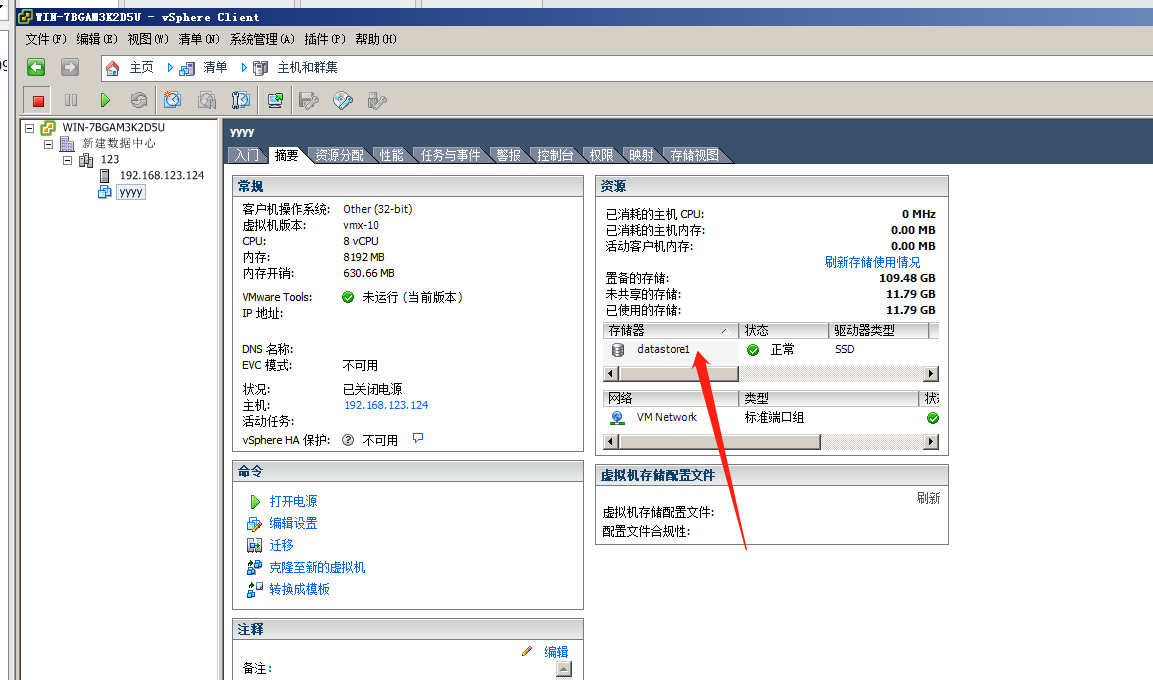 WIN-7BGAM3K2D5U - vSphere Client
文件(F) 编辑(E) 视图(V) 清单(N) 系统管理(A) 插件(P) 帮助(H)
主页 清单 主机和群集
WIN-7BGAM3K2D5U
新建数据中心
123
192.168.123.124
yyyy
yyyy
入门 摘要 资源分配 性能 任务与事件 警报 控制台 权限 映射 存储视图
常规
客户机操作系统: Other (32-bit)
虚拟机版本: vmx-10
CPU: 8 vCPU
内存: 8192 MB
内存开销: 630.66 MB
VMware Tools: 未运行 (当前版本)
IP 地址:
DNS 名称:
EVC 模式: 不可用
状况: 已关闭电源
主机: 192.168.123.124
活动任务:
vSphere HA 保护: 不可用
命令
打开电源
编辑设置
迁移
克隆至新的虚拟机
转换成模板
注释
编辑
备注:
资源
已消耗的主机 CPU: 0 MHz
已消耗的主机内存: 0.00 MB
活动客户机内存: 0.00 MB
刷新存储使用情况
置备的存储: 109.48 GB
未共享的存储: 11.79 GB
已使用的存储: 11.79 GB
存储器 状态 驱动器类型
datastore1 正常 SSD
网络 类型 状
VM Network 标准端口组
虚拟机存储配置文件
刷新
虚拟机存储配置文件:
配置文件合规性: